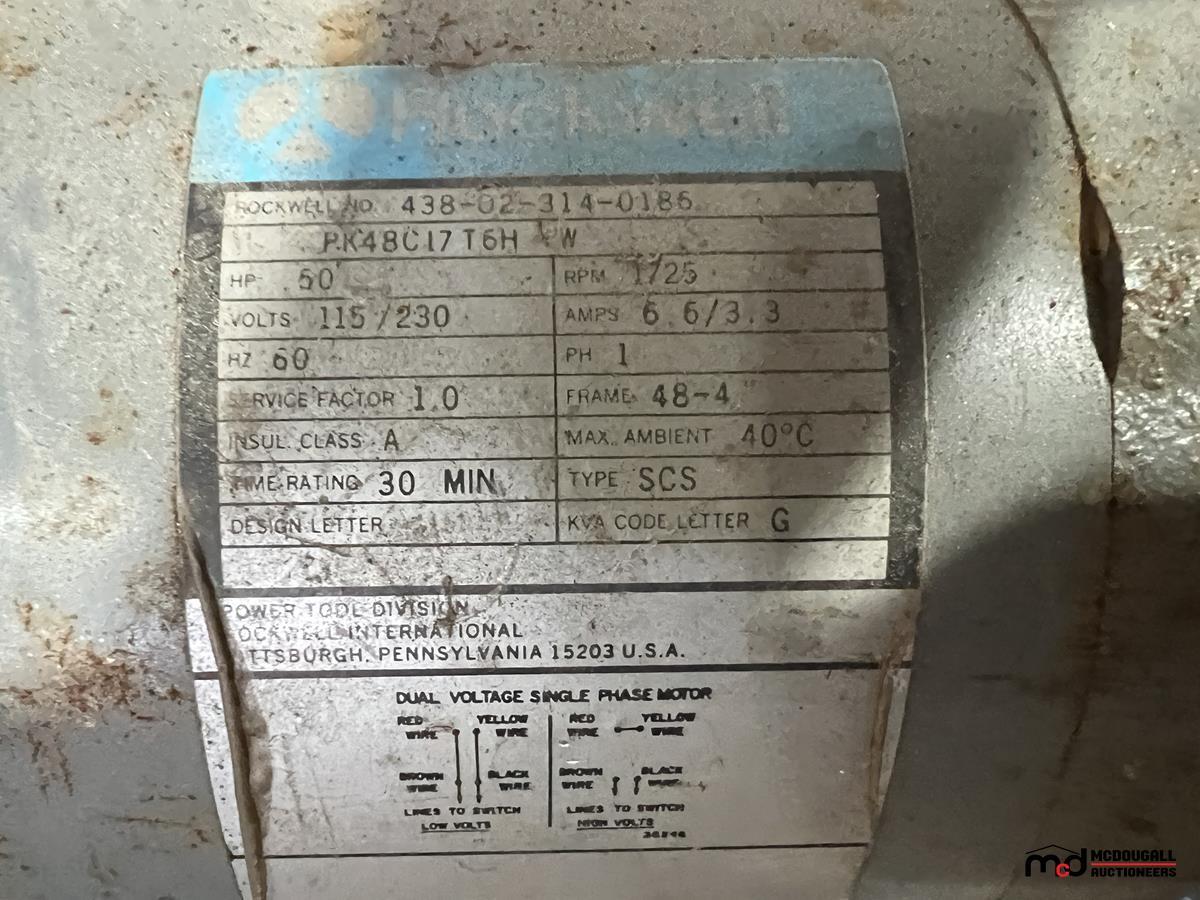 Rockwell
ROCKWELL NO. 438-02-314-0186
PK48C17T6H W
HP .50 RPM 1725
VOLTS 115/230 AMPS 6.6/3.3
HZ 60 PH 1
SERVICE FACTOR 1.0 FRAME 48-4
INSUL. CLASS A MAX. AMBIENT 40°C
TIME RATING 30 MIN. TYPE SCS
DESIGN LETTER KVA CODE LETTER G
POWER TOOL DIVISION
ROCKWELL INTERNATIONAL
PITTSBURGH, PENNSYLVANIA 15203 U.S.A.
DUAL VOLTAGE SINGLE PHASE MOTOR
RED YELLOW RED YELLOW
WIRE WIRE WIRE WIRE
BROWN BLACK BROWN BLACK
WIRE WIRE WIRE WIRE
LINES TO SWITCH LINES TO SWITCH
LOW VOLTS HIGH VOLTS
mcd MCDOUGALL
AUCTIONEERS